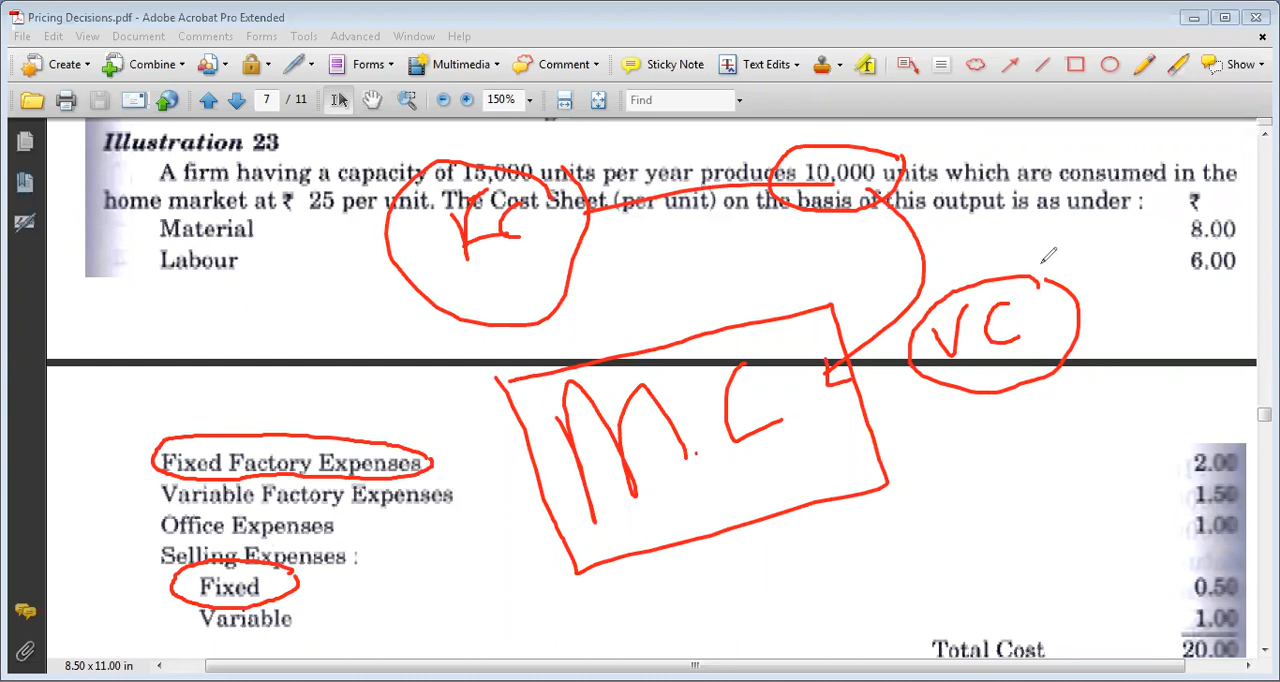 Pricing Decisions.pdf - Adobe Acrobat Pro Extended
File Edit View Document Comments Forms Tools Advanced Window Help
Create Combine Forms Multimedia Comment Sticky Note Text Edits Show
7 / 11 150% Find
Illustration 23
A firm having a capacity of 15,000 units per year produces 10,000 units which are consumed in the
home market at ₹ 25 per unit. The Cost Sheet (per unit) on the basis of this output is as under : ₹
Material 8.00
Labour 6.00
VC
M.C
Fixed Factory Expenses 2.00
Variable Factory Expenses 1.50
Office Expenses 1.00
Selling Expenses :
Fixed 0.50
Variable 1.00
Total Cost 20.00
8.50 x 11.00 in